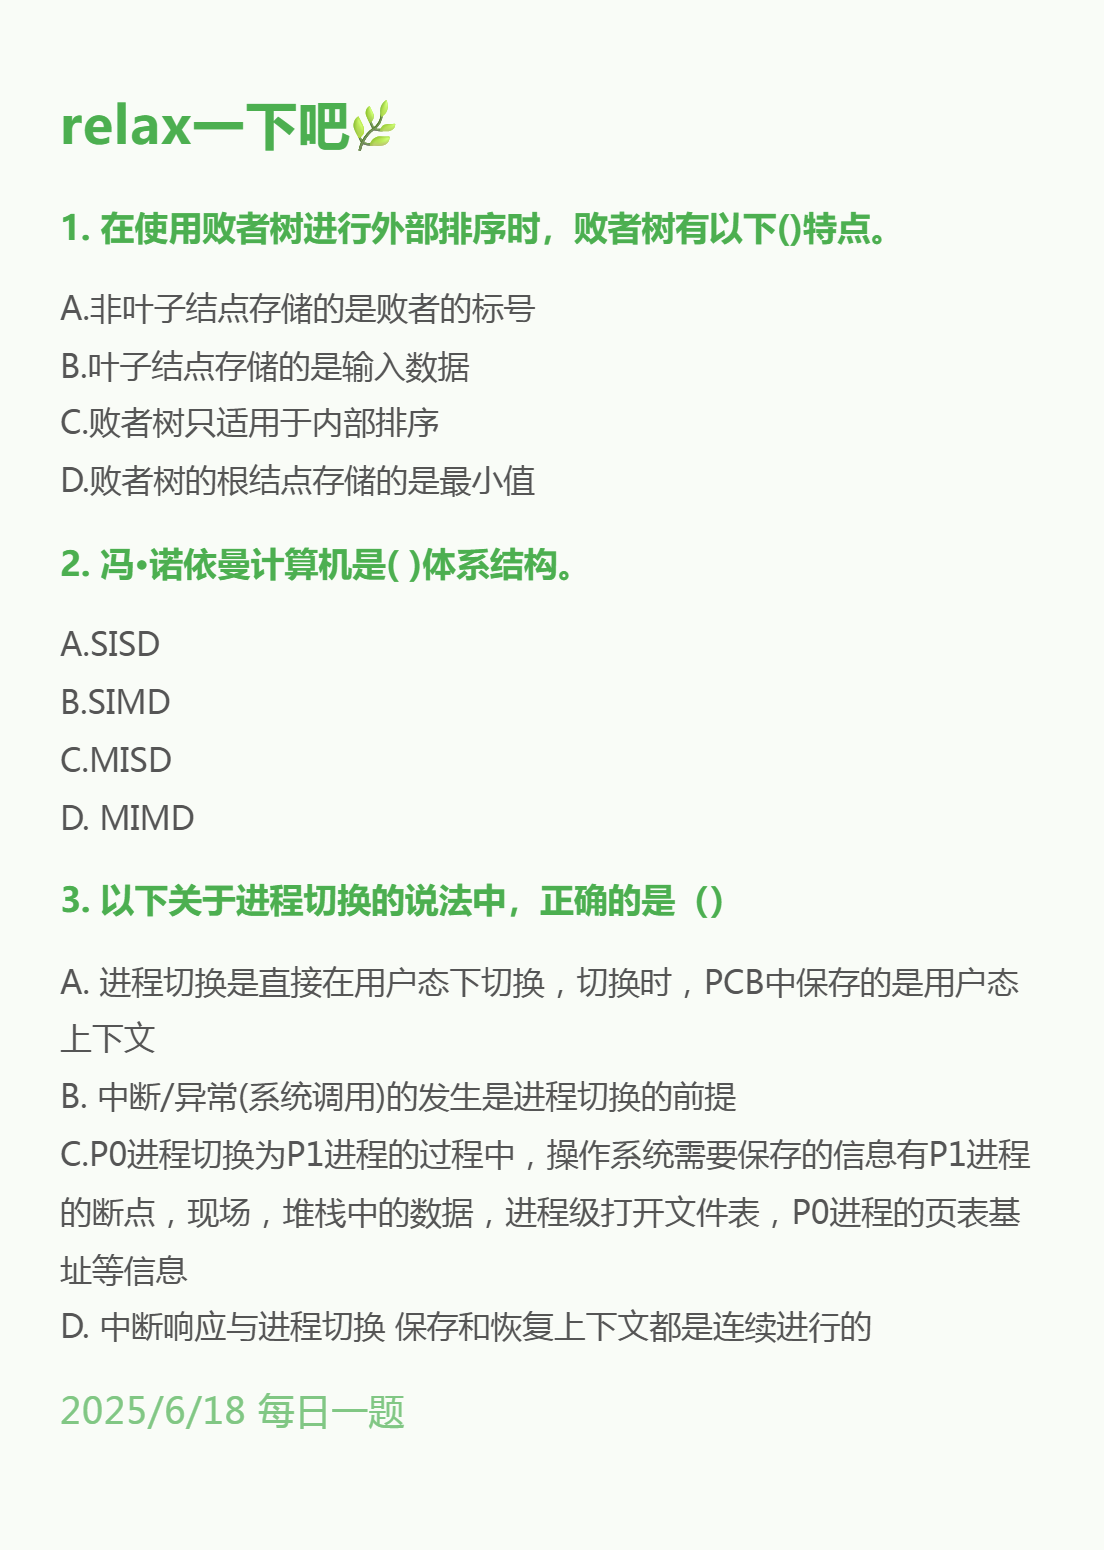 relax一下吧🌿
1. 在使用败者树进行外部排序时，败者树有以下()特点。
A.非叶子结点存储的是败者的标号
B.叶子结点存储的是输入数据
C.败者树只适用于内部排序
D.败者树的根结点存储的是最小值
2. 冯•诺依曼计算机是( )体系结构。
A.SISD
B.SIMD
C.MISD
D. MIMD
3. 以下关于进程切换的说法中，正确的是（）
A. 进程切换是直接在用户态下切换，切换时，PCB中保存的是用户态
上下文
B. 中断/异常(系统调用)的发生是进程切换的前提
C.P0进程切换为P1进程的过程中，操作系统需要保存的信息有P1进程
的断点，现场，堆栈中的数据，进程级打开文件表，P0进程的页表基
址等信息
D. 中断响应与进程切换 保存和恢复上下文都是连续进行的
2025/6/18 每日一题